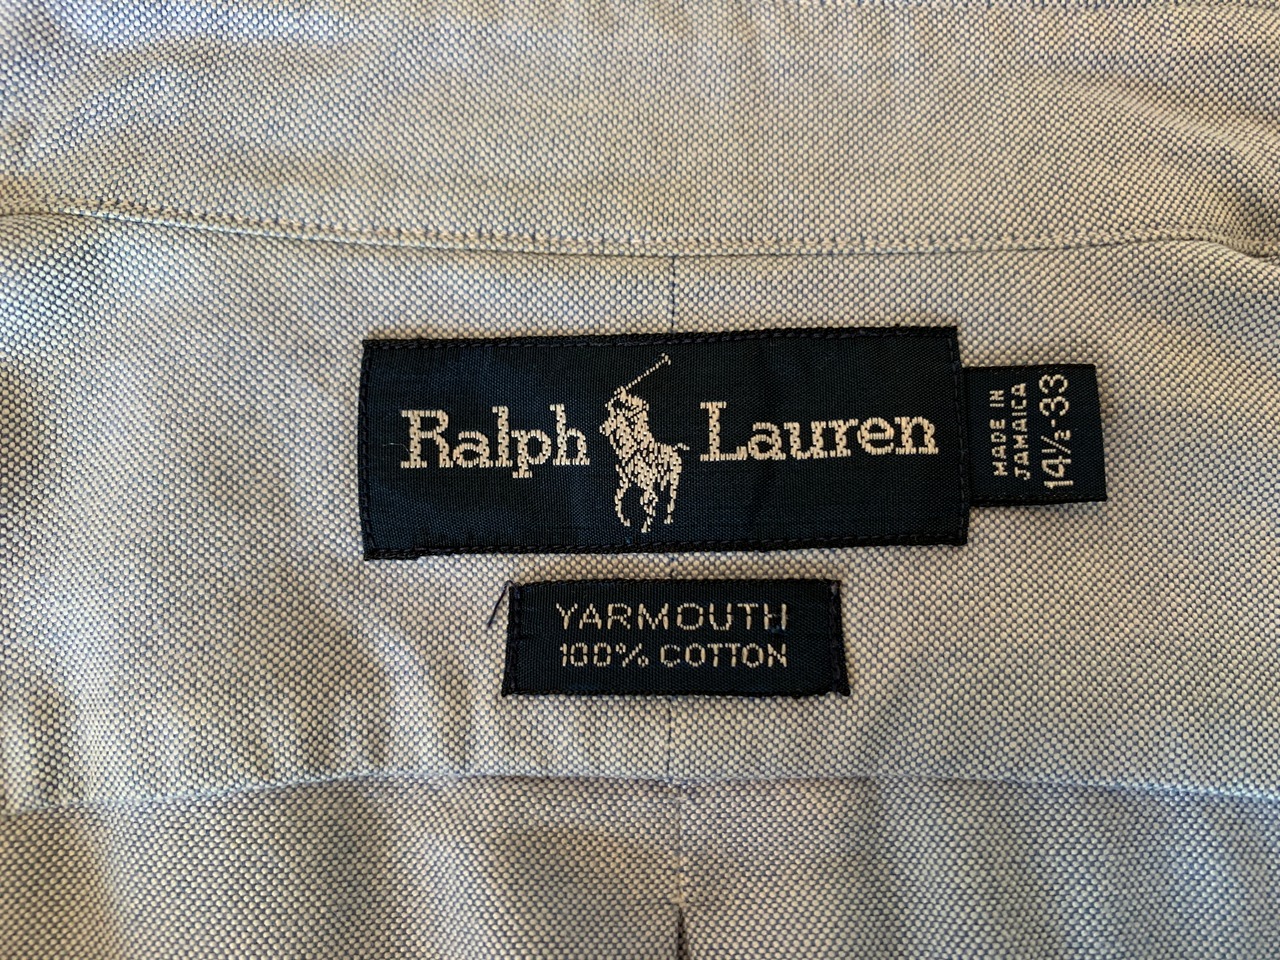 Ralph Lauren
MADE IN
JAMAICA
14½-33
YARMOUTH
100% COTTON